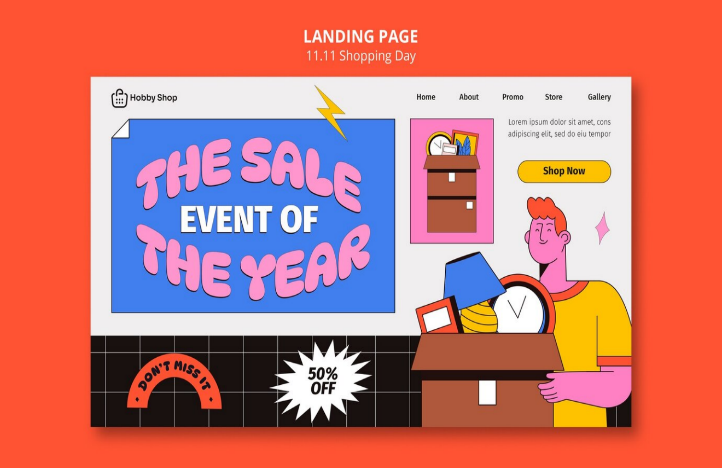 LANDING PAGE
11.11 Shopping Day
Hobby Shop
Home About Promo Store Gallery
Lorem ipsum dolor sit amet, cons
adipiscing elit, sed do eiu tempor
Shop Now
THE SALE
EVENT OF
THE YEAR
DON'T MISS IT
50%
OFF